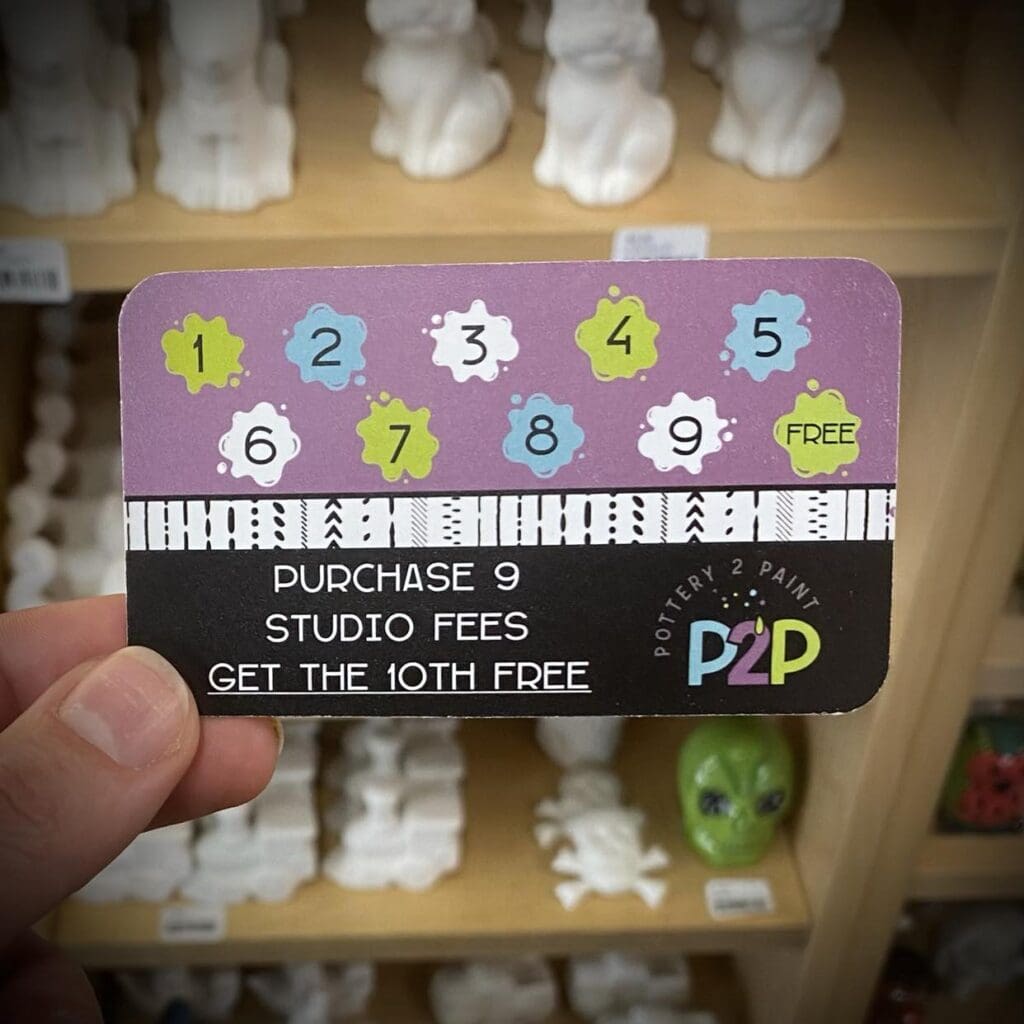 1 2 3 4 5
6 7 8 9 FREE
PURCHASE 9
STUDIO FEES
GET THE 10TH FREE
POTTERY 2 PAINT
P2P